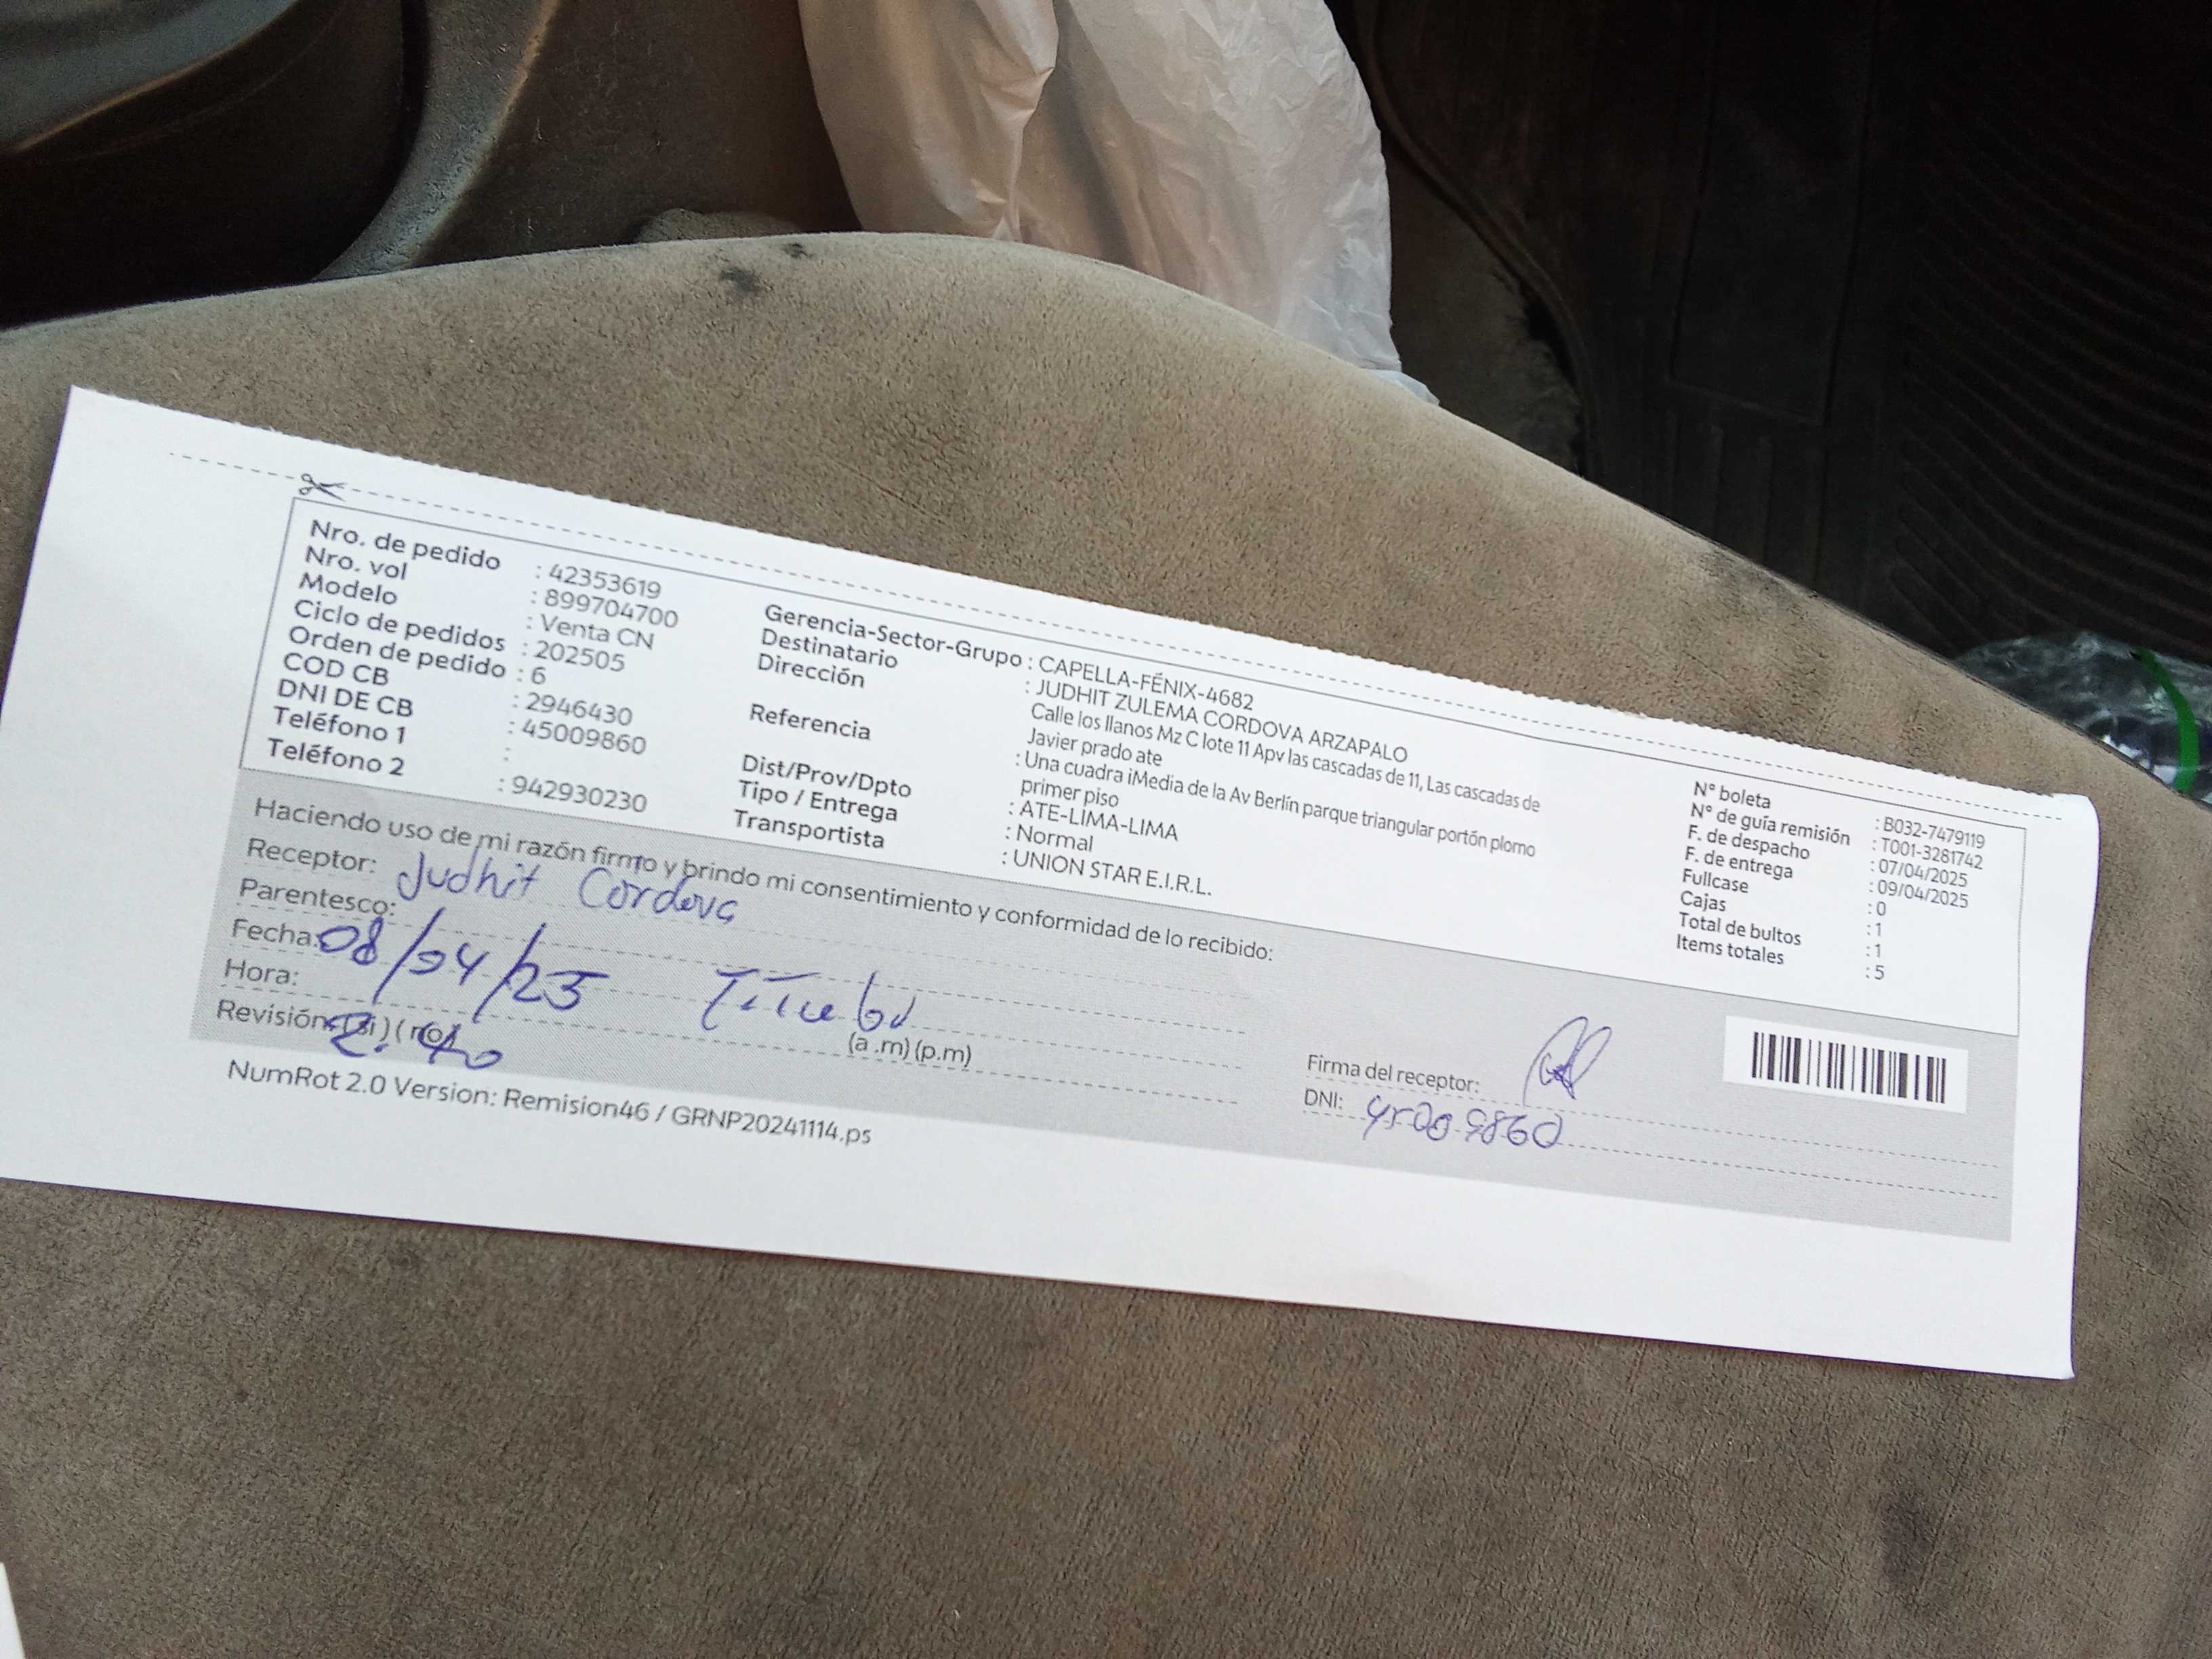 Nro. de pedido : 42353619
Nro. vol : 899704700
Modelo : Venta CN
Ciclo de pedidos : 202505
Orden de pedido : 6
COD CB : 2946430
DNI DE CB : 45009860
Teléfono 1 :
Teléfono 2 : 942930230
Gerencia-Sector-Grupo : CAPELLA-FÉNIX-4682
Destinatario : JUDHIT ZULEMA CORDOVA ARZAPALO
Dirección Calle los llanos Mz C lote 11 Apv las cascadas de 11, Las cascadas de
Javier prado ate
Referencia : Una cuadra iMedia de la Av Berlín parque triangular portón plomo
primer piso
Dist/Prov/Dpto : ATE-LIMA-LIMA
Tipo / Entrega : Normal
Transportista : UNION STAR E.I.R.L.
N° boleta : B032-7479119
N° de guía remisión : T001-3281742
F. de despacho : 07/04/2025
F. de entrega : 09/04/2025
Fullcase : 0
Cajas : 1
Total de bultos : 1
Items totales : 5
Haciendo uso de mi razón firmo y brindo mi consentimiento y conformidad de lo recibido:
Receptor: Judhit Cordova
Parentesco:
Fecha: 08/04/25
Hora: (a .m) (p.m)
Revisión: (si) (no)
Firma del receptor:
DNI: 45009860
NumRot 2.0 Version: Remision46 / GRNP20241114.ps